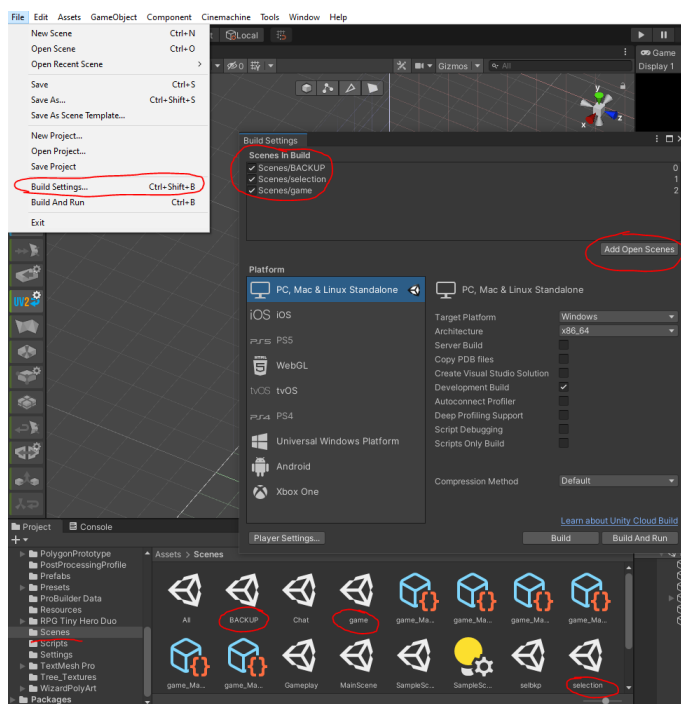 File Edit Assets GameObject Component Cinemachine Tools Window Help
New Scene Ctrl+N
Open Scene Ctrl+O
Open Recent Scene >
Save Ctrl+S
Save As... Ctrl+Shift+S
Save As Scene Template...
New Project...
Open Project...
Save Project
Build Settings... Ctrl+Shift+B
Build And Run Ctrl+B
Exit
Local
Game
0 Gizmos All Display 1
y
x z
Build Settings
Scenes In Build
Scenes/BACKUP 0
Scenes/selection 1
Scenes/game 2
Add Open Scenes
Platform
PC, Mac & Linux Standalone
iOS iOS
PS5 PS5
WebGL
tvOS tvOS
PS4 PS4
Universal Windows Platform
Android
Xbox One
PC, Mac & Linux Standalone
Target Platform Windows
Architecture x86_64
Server Build
Copy PDB files
Create Visual Studio Solution
Development Build
Autoconnect Profiler
Deep Profiling Support
Script Debugging
Scripts Only Build
Compression Method Default
Learn about Unity Cloud Build
Player Settings... Build Build And Run
UV2
Project Console
PolygonPrototype
PostProcessingProfile
Prefabs
Presets
ProBuilder Data
Resources
RPG Tiny Hero Duo
Scenes
Scripts
Settings
TextMesh Pro
Tree_Textures
WizardPolyArt
Packages
Assets > Scenes
All BACKUP Chat game game_Ma... game_Ma... game_Ma... game_Ma...
game_Ma... game_Ma... Gameplay MainScene SampleSc... SampleSc... selbkp selection